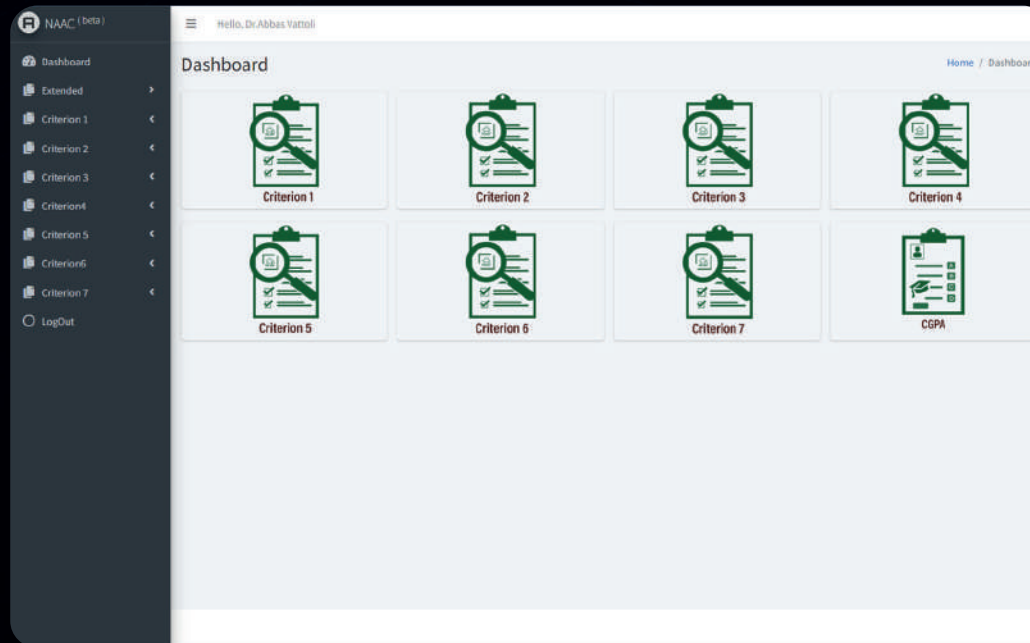 R NAAC (beta)
Hello, Dr.Abbas Vattoli
Dashboard
Extended
Criterion 1
Criterion 2
Criterion 3
Criterion4
Criterion 5
Criterion6
Criterion 7
LogOut
Dashboard
Home / Dashboar
Criterion 1
Criterion 2
Criterion 3
Criterion 4
Criterion 5
Criterion 6
Criterion 7
CGPA